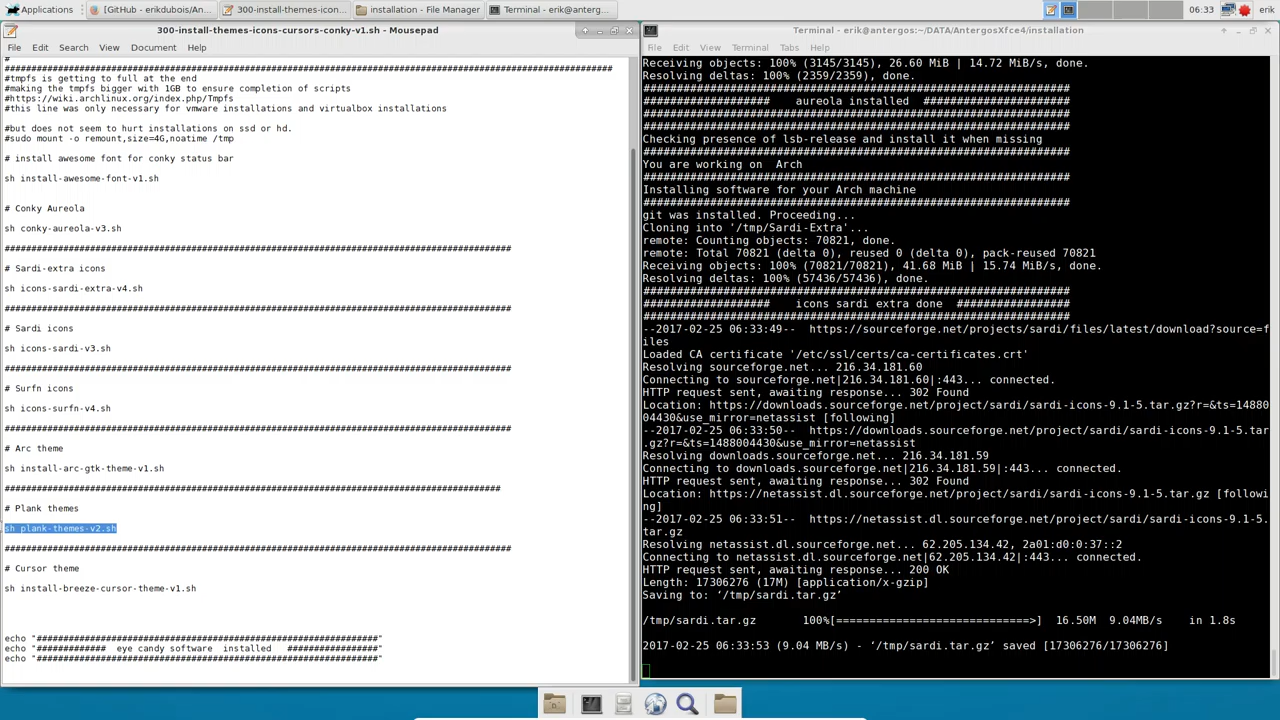 Applications
[GitHub - erikdubois/An...
300-install-themes-icon...
installation - File Manager
Terminal - erik@anterg...
06:33
erik
300-install-themes-icons-cursors-conky-v1.sh - Mousepad
File Edit Search View Document Help
#
##################################################################################################################
#tmpfs is getting to full at the end
#making the tmpfs bigger with 1GB to ensure completion of scripts
#https://wiki.archlinux.org/index.php/Tmpfs
#this line was only necessary for vmware installations and virtualbox installations
#but does not seem to hurt installations on ssd or hd.
#sudo mount -o remount,size=4G,noatime /tmp
# install awesome font for conky status bar
sh install-awesome-font-v1.sh
# Conky Aureola
sh conky-aureola-v3.sh
###############################################################################################
# Sardi-extra icons
sh icons-sardi-extra-v4.sh
###############################################################################################
# Sardi icons
sh icons-sardi-v3.sh
###############################################################################################
# Surfn icons
sh icons-surfn-v4.sh
###############################################################################################
# Arc theme
sh install-arc-gtk-theme-v1.sh
#############################################################################################
# Plank themes
sh plank-themes-v2.sh
###############################################################################################
# Cursor theme
sh install-breeze-cursor-theme-v1.sh
echo "################################################################"
echo "#############  eye candy software  installed   #################"
echo "################################################################"
Terminal - erik@antergos:~/DATA/AntergosXfce4/installation
File Edit View Terminal Tabs Help
Receiving objects: 100% (3145/3145), 26.60 MiB | 14.72 MiB/s, done.
Resolving deltas: 100% (2359/2359), done.
################################################################
###################    aureola installed  ######################
################################################################
################################################################
Checking presence of lsb-release and install it when missing
################################################################
You are working on  Arch
################################################################
Installing software for your Arch machine
################################################################
git was installed. Proceeding...
Cloning into '/tmp/Sardi-Extra'...
remote: Counting objects: 70821, done.
remote: Total 70821 (delta 0), reused 0 (delta 0), pack-reused 70821
Receiving objects: 100% (70821/70821), 41.68 MiB | 15.74 MiB/s, done.
Resolving deltas: 100% (57436/57436), done.
################################################################
###################    icons sardi extra done  #################
################################################################
--2017-02-25 06:33:49--  https://sourceforge.net/projects/sardi/files/latest/download?source=f
iles
Loaded CA certificate '/etc/ssl/certs/ca-certificates.crt'
Resolving sourceforge.net... 216.34.181.60
Connecting to sourceforge.net|216.34.181.60|:443... connected.
HTTP request sent, awaiting response... 302 Found
Location: https://downloads.sourceforge.net/project/sardi/sardi-icons-9.1-5.tar.gz?r=&ts=14880
04430&use_mirror=netassist [following]
--2017-02-25 06:33:50--  https://downloads.sourceforge.net/project/sardi/sardi-icons-9.1-5.tar
.gz?r=&ts=1488004430&use_mirror=netassist
Resolving downloads.sourceforge.net... 216.34.181.59
Connecting to downloads.sourceforge.net|216.34.181.59|:443... connected.
HTTP request sent, awaiting response... 302 Found
Location: https://netassist.dl.sourceforge.net/project/sardi/sardi-icons-9.1-5.tar.gz [followi
ng]
--2017-02-25 06:33:51--  https://netassist.dl.sourceforge.net/project/sardi/sardi-icons-9.1-5.
tar.gz
Resolving netassist.dl.sourceforge.net... 62.205.134.42, 2a01:d0:0:37::2
Connecting to netassist.dl.sourceforge.net|62.205.134.42|:443... connected.
HTTP request sent, awaiting response... 200 OK
Length: 17306276 (17M) [application/x-gzip]
Saving to: ‘/tmp/sardi.tar.gz’
/tmp/sardi.tar.gz        100%[============================>]  16.50M  9.04MB/s    in 1.8s
2017-02-25 06:33:53 (9.04 MB/s) - ‘/tmp/sardi.tar.gz’ saved [17306276/17306276]